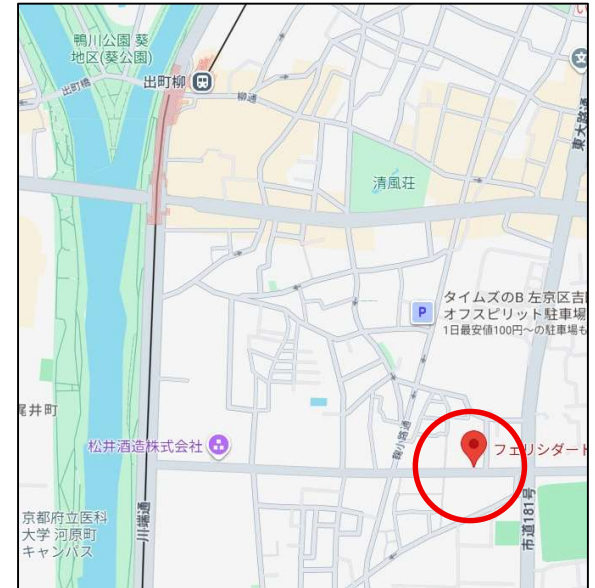 鴨川公園 葵
地区(葵公園)
出町橋
出町柳
柳通
東大路通
清風荘
タイムズのB 左京区吉
オフスピリット駐車場
1日最安値100円～の駐車場も
P
尾井町
松井酒造株式会社
鞠小路通
フェリシダード
京都府立医科
大学 河原町
キャンパス
川端通
市道181号